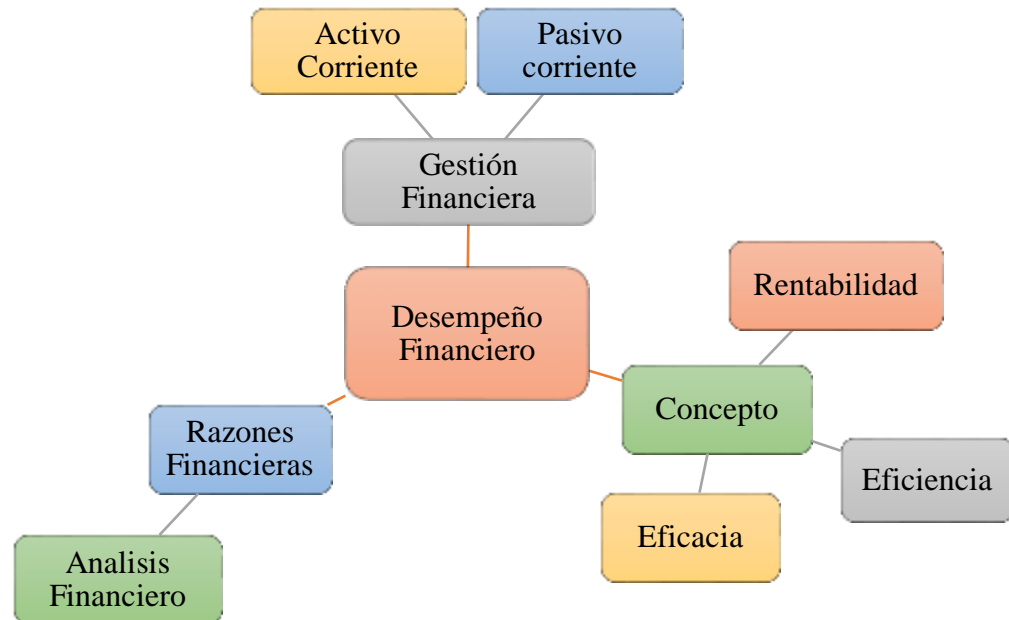 Activo
Corriente
Pasivo
corriente
Gestión
Financiera
Desempeño
Financiero
Rentabilidad
Concepto
Razones
Financieras
Eficiencia
Eficacia
Analisis
Financiero